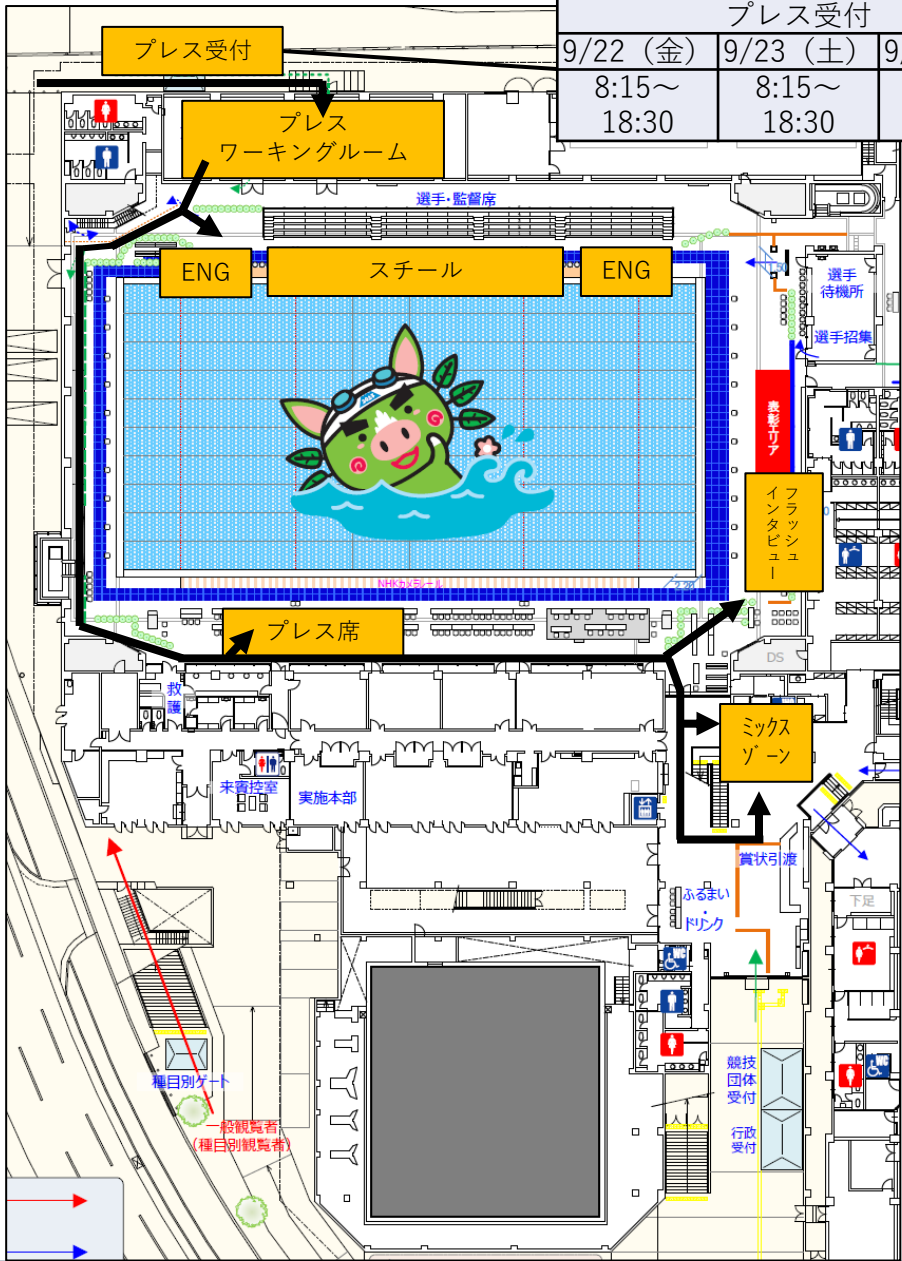 プレス受付
9/22（金）
9/23（土）
9/
8:15～
18:30
8:15～
18:30
プレス受付
プレス
ワーキングルーム
選手・監督席
ENG
スチール
ENG
選手
待機所
選手招集
表彰エリア
フラッシュ
インタビュー
NHKカメラレール
プレス席
DS
救
護
ミックス
ゾーン
来賓控室
実施本部
賞状引渡
ふるまい
・
ドリンク
下足
WC
種目別ゲート
一般観覧者
(種目別観覧者)
競技
団体
受付
WC
行政
受付